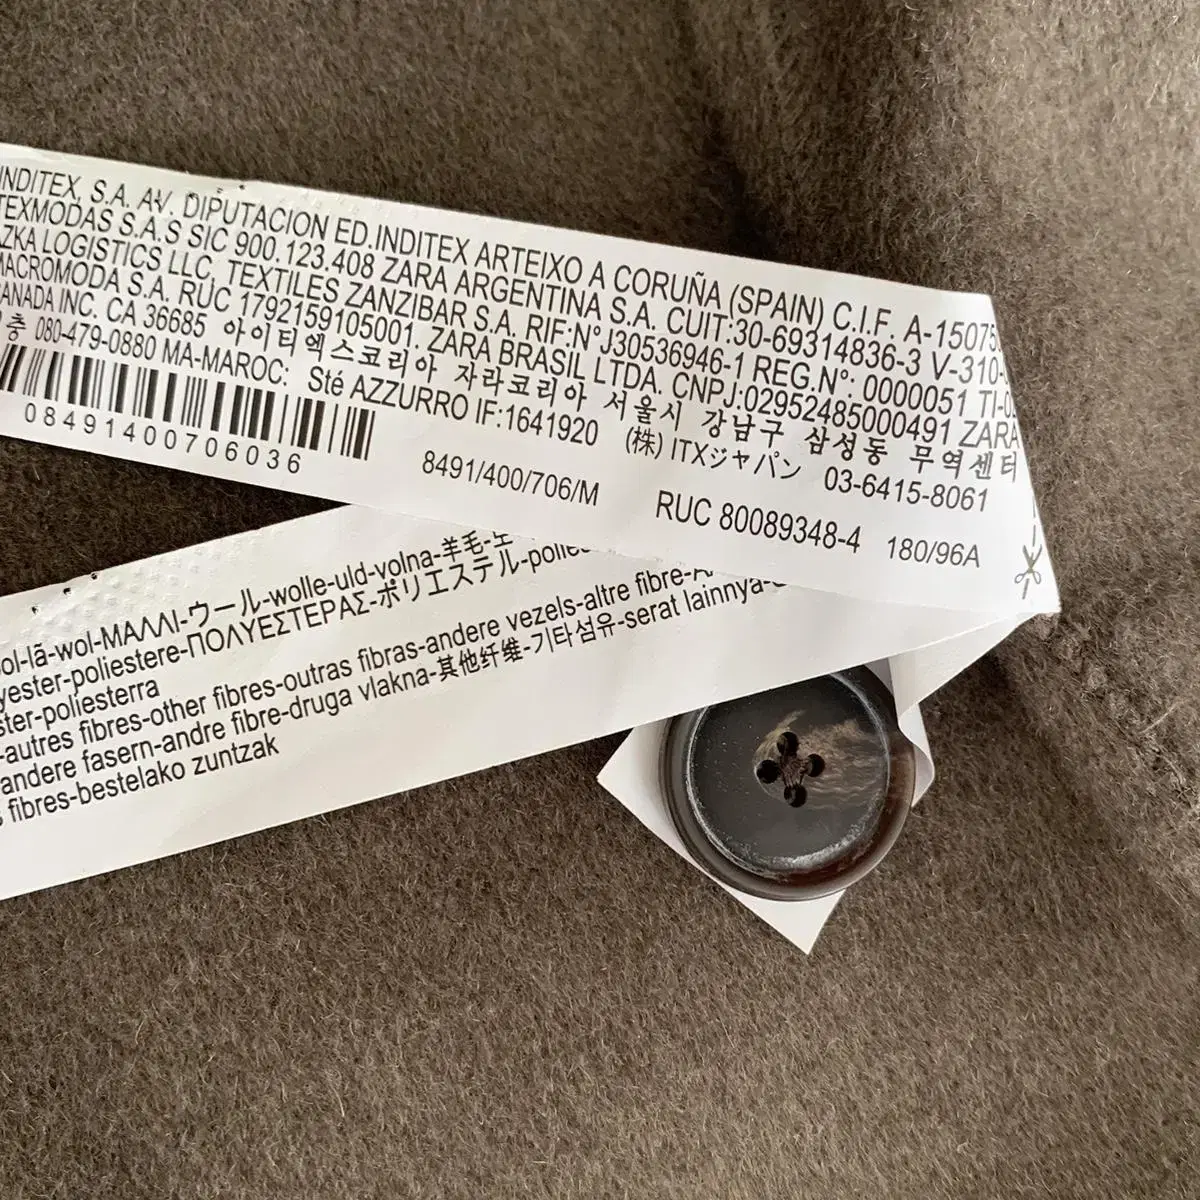 INDITEX, S.A. AV. DIPUTACION ED.INDITEX ARTEIXO A CORUÑA (SPAIN) C.I.F. A-15075
TEXMODAS S.A.S SIC 900.123.408 ZARA ARGENTINA S.A. CUIT:30-69314836-3 V-310-
AZKA LOGISTICS LLC, TEXTILES ZANZIBAR S.A. RIF:N°J30536946-1 REG.N°: 0000051 TI-0
MACROMODA S.A. RUC 1792159105001. ZARA BRASIL LTDA. CNPJ:02952485000491 ZARA
CANADA INC. CA 36685 아이티엑스코리아 자라코리아 서울시 강남구 삼성동 무역센터
층 080-479-0880 MA-MAROC: Sté AZZURRO IF:1641920 (株) ITXジャパン 03-6415-8061
08491400706036
8491/400/706/M RUC 80089348-4 180/96A
ol-lã-wol-ΜΑΛΛΙ-ウール-wolle-uld-volna-羊毛-
yester-poliestere-ΠΟΛΥΕΣΤΕΡΑΣ-ポリエステル-polie
ster-poliesterra
-autres fibres-other fibres-outras fibras-andere vezels-altre fibre-
andere fasern-andre fibre-druga vlakna-其他纤维-기타섬유-serat lainnya-
fibres-bestelako zuntzak